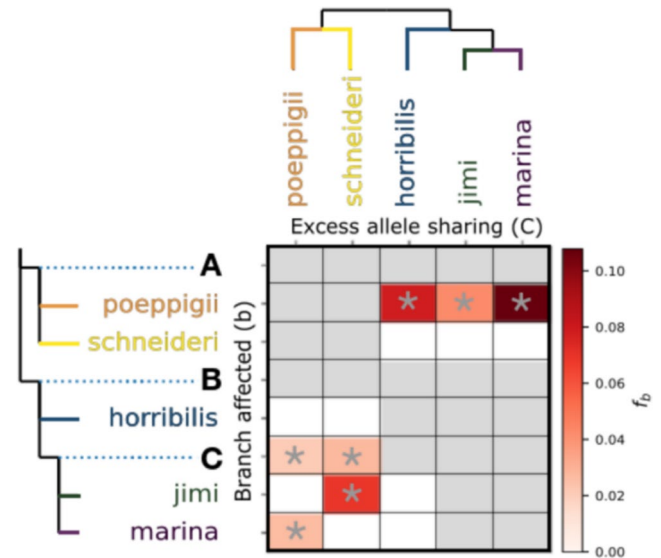 poeppigii
schneideri
horribilis
jimi
marina
Excess allele sharing (C)
A
poeppigii
schneideri
B
horribilis
C
jimi
marina
Branch affected (b)
*
*
*
*
*
*
*
0.10
0.08
0.06
0.04
0.02
0.00
f_b